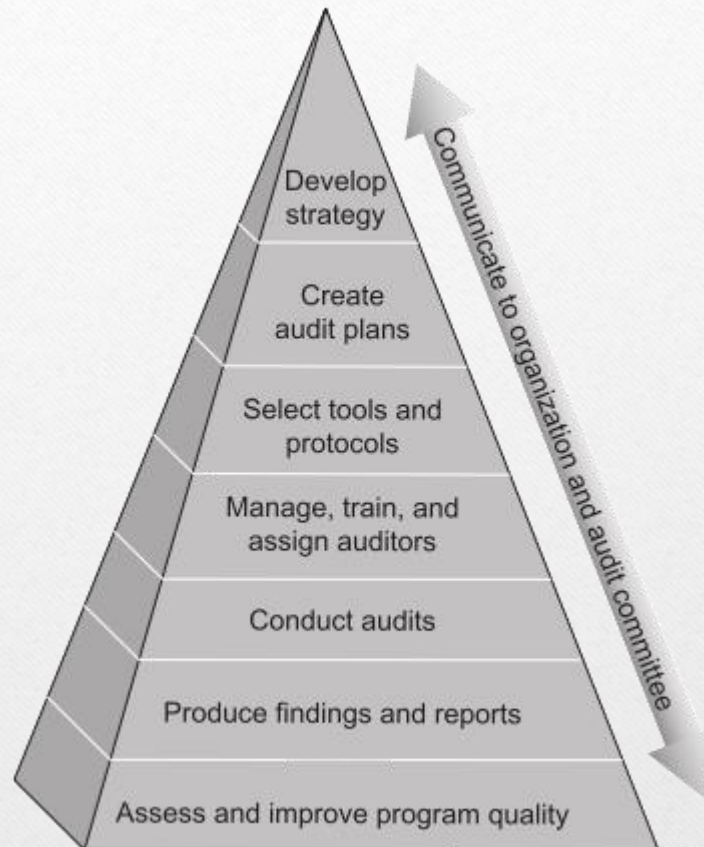 Develop
strategy
Create
audit plans
Select tools and
protocols
Manage, train, and
assign auditors
Conduct audits
Produce findings and reports
Assess and improve program quality
Communicate to organization and audit committee